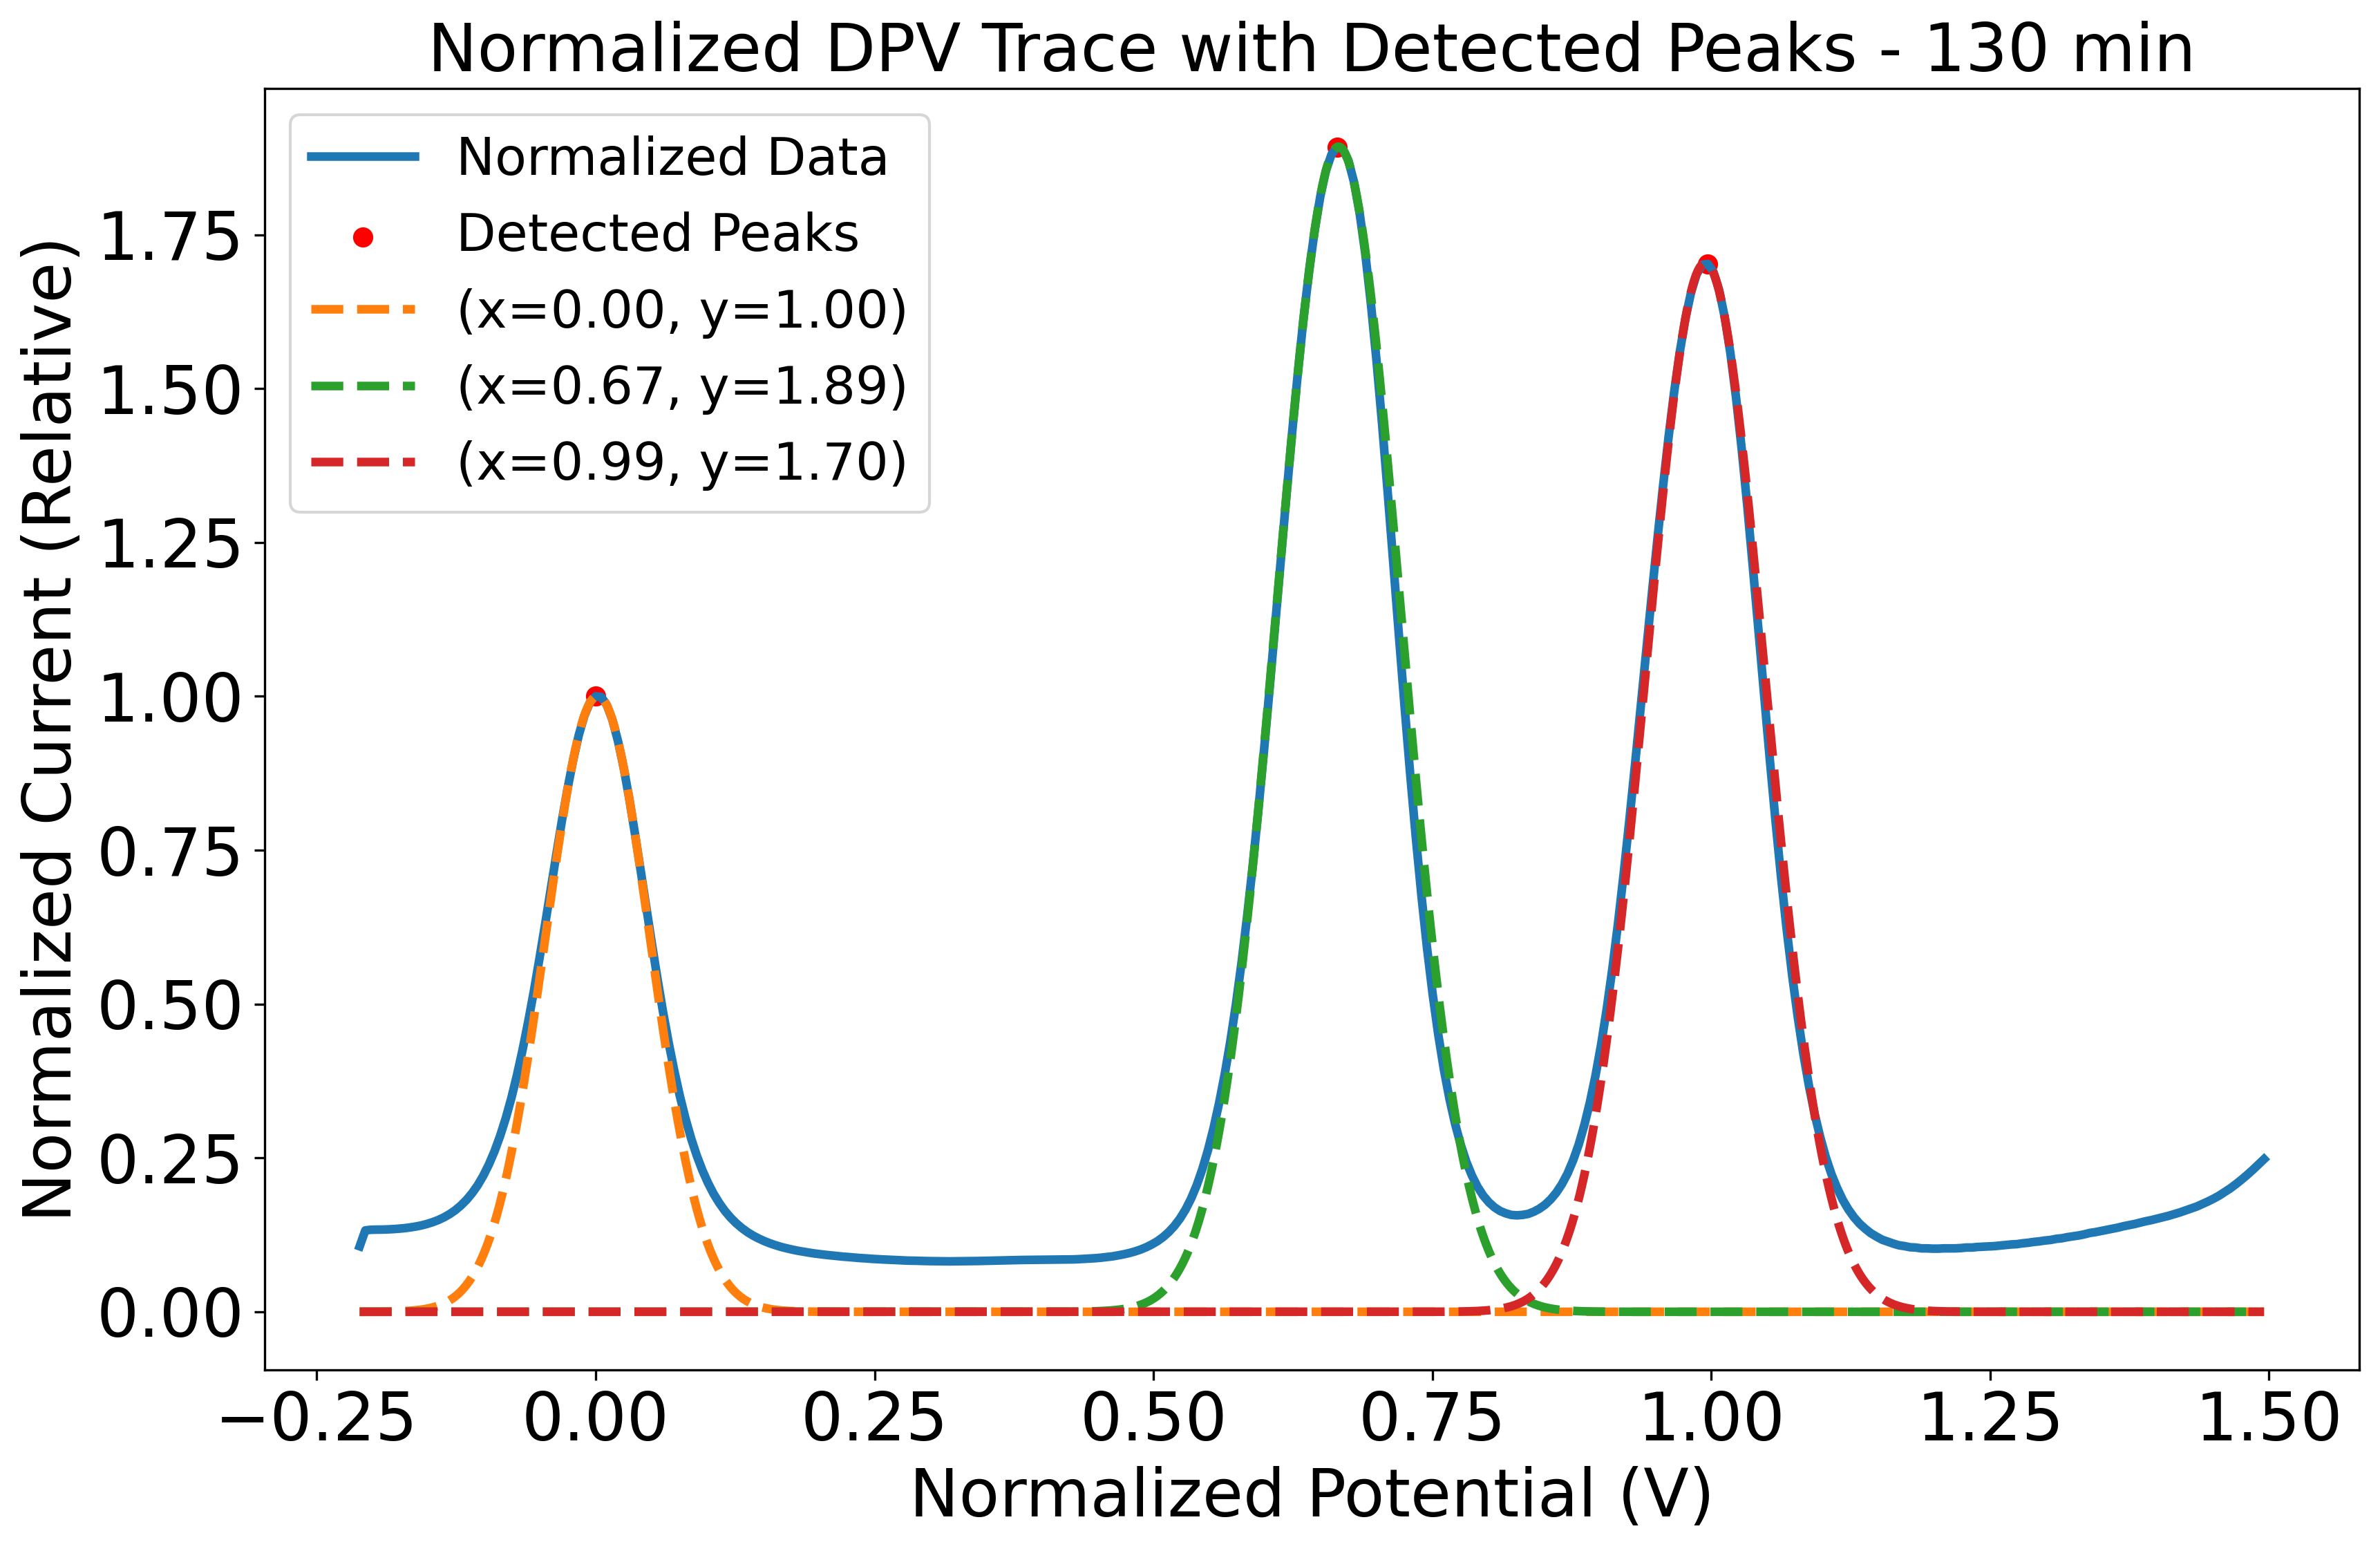 Normalized DPV Trace with Detected Peaks - 130 min
Normalized Data
Detected Peaks
(x=0.00, y=1.00)
(x=0.67, y=1.89)
(x=0.99, y=1.70)
Normalized Current (Relative)
1.75
1.50
1.25
1.00
0.75
0.50
0.25
0.00
−0.25
0.00
0.25
0.50
0.75
1.00
1.25
1.50
Normalized Potential (V)